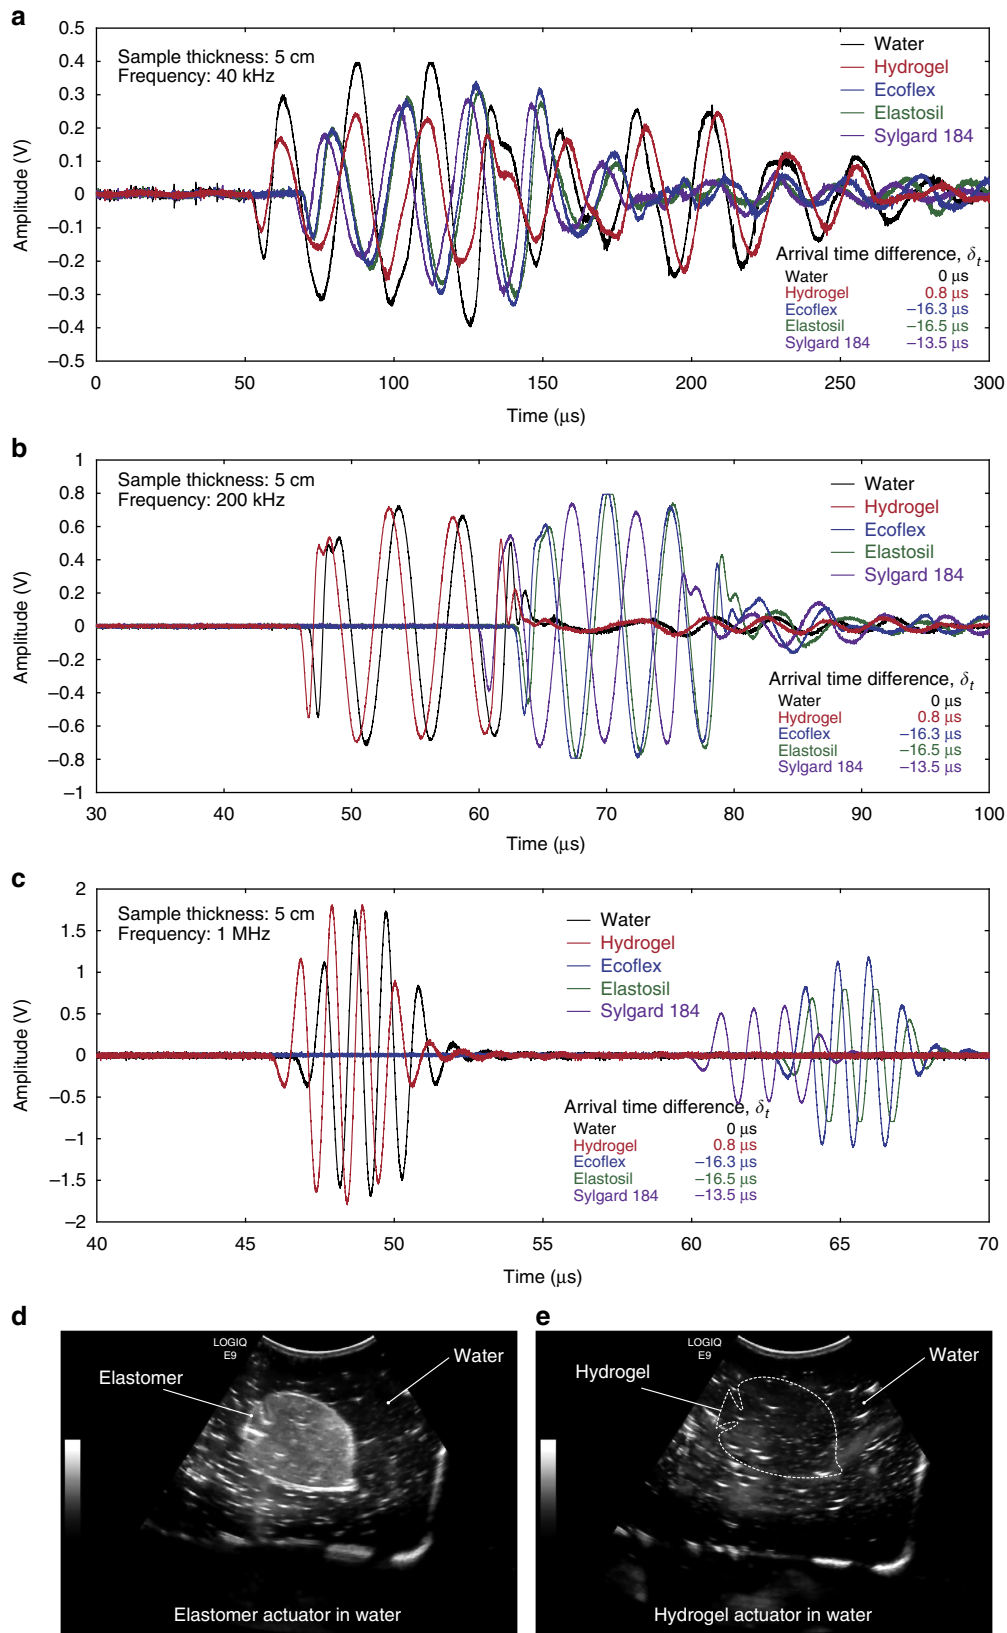 a
Sample thickness: 5 cm
Frequency: 40 kHz
Water
Hydrogel
Ecoflex
Elastosil
Sylgard 184
0.5
0.4
0.3
0.2
0.1
0
–0.1
–0.2
–0.3
–0.4
–0.5
Amplitude (V)
Arrival time difference, δt
Water 0 μs
Hydrogel 0.8 μs
Ecoflex –16.3 μs
Elastosil –16.5 μs
Sylgard 184 –13.5 μs
0 50 100 150 200 250 300
Time (μs)
b
Sample thickness: 5 cm
Frequency: 200 kHz
Water
Hydrogel
Ecoflex
Elastosil
Sylgard 184
1
0.8
0.6
0.4
0.2
0
–0.2
–0.4
–0.6
–0.8
–1
Amplitude (V)
Arrival time difference, δt
Water 0 μs
Hydrogel 0.8 μs
Ecoflex –16.3 μs
Elastosil –16.5 μs
Sylgard 184 –13.5 μs
30 40 50 60 70 80 90 100
Time (μs)
c
Sample thickness: 5 cm
Frequency: 1 MHz
Water
Hydrogel
Ecoflex
Elastosil
Sylgard 184
2
1.5
1
0.5
0
–0.5
–1
–1.5
–2
Amplitude (V)
Arrival time difference, δt
Water 0 μs
Hydrogel 0.8 μs
Ecoflex –16.3 μs
Elastosil –16.5 μs
Sylgard 184 –13.5 μs
40 45 50 55 60 65 70
Time (μs)
d
LOGIQ
E9
Water
Elastomer
Elastomer actuator in water
e
LOGIQ
E9
Water
Hydrogel
Hydrogel actuator in water